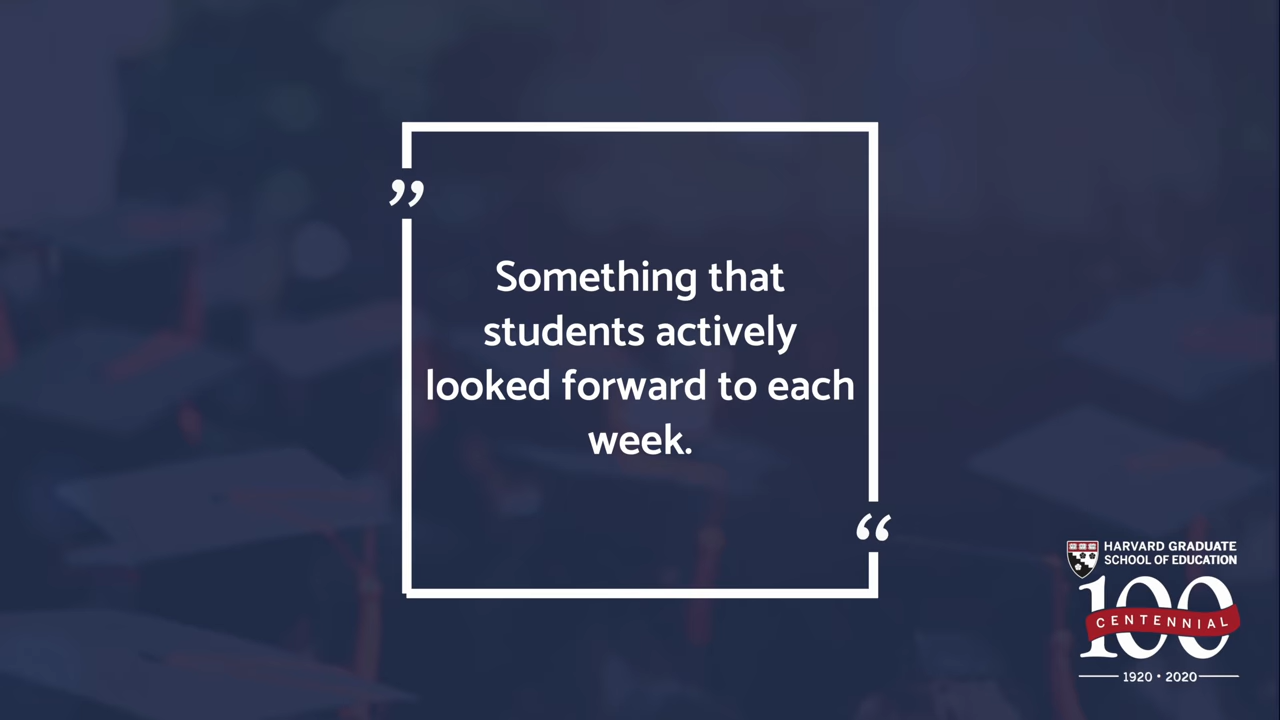 ”
Something that
students actively
looked forward to each
week.
“
HARVARD GRADUATE
SCHOOL OF EDUCATION
100
CENTENNIAL
1920 • 2020